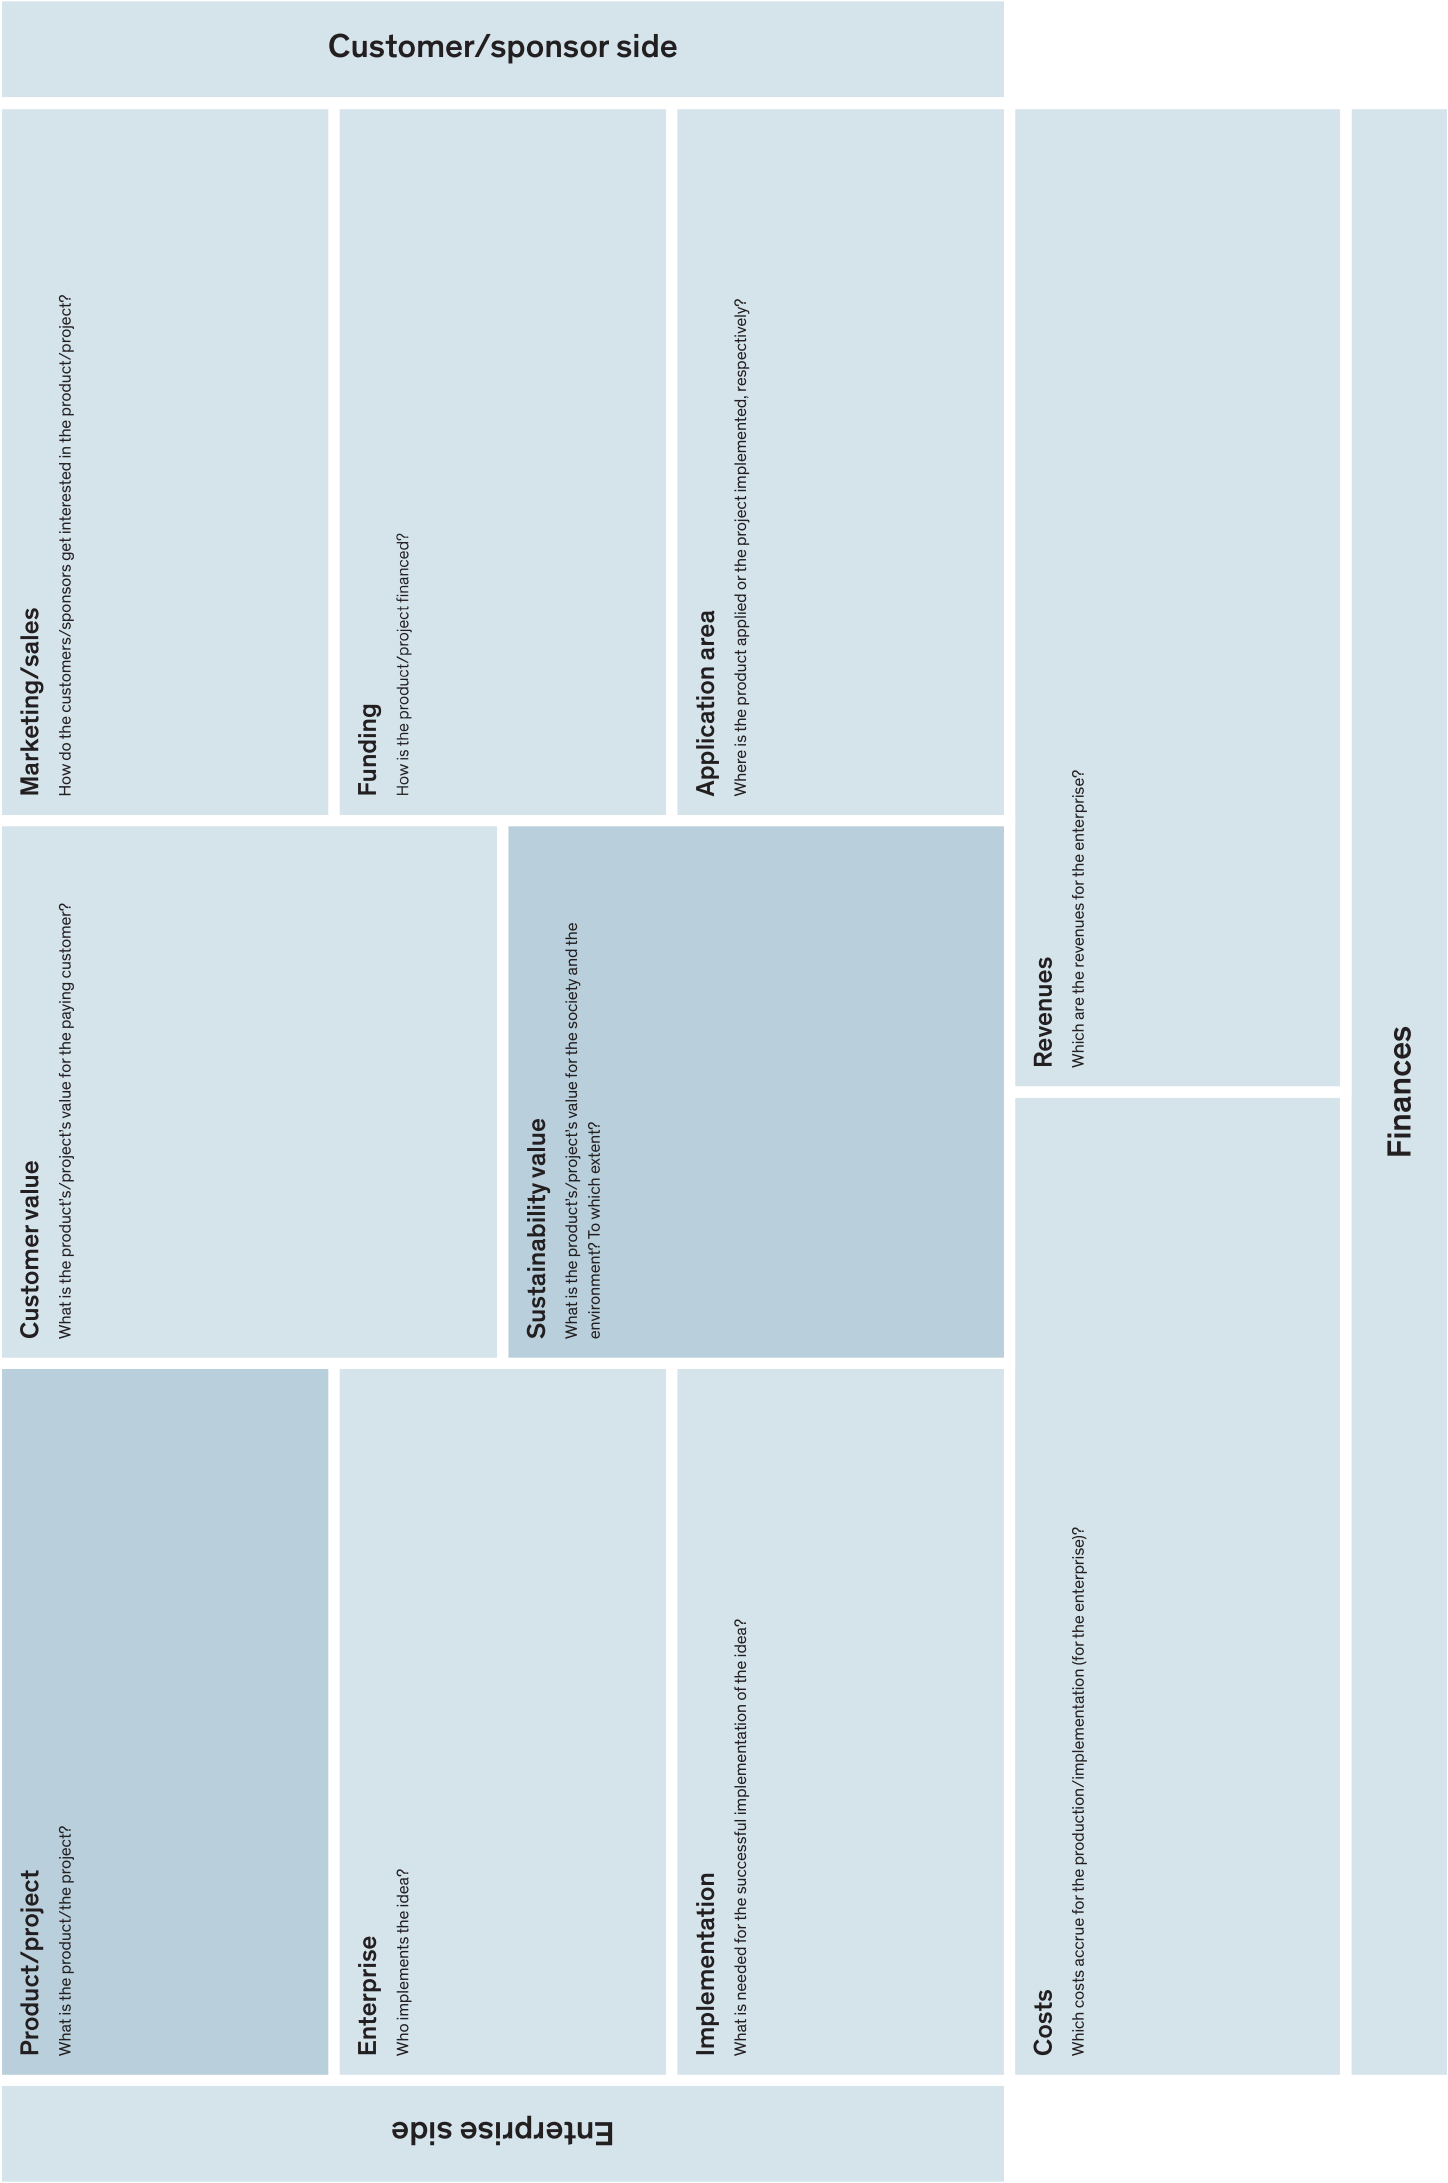 Enterprise side
Product/project
What is the product/the project?
Enterprise
Who implements the idea?
Implementation
What is needed for the successful implementation of the idea?
Customer value
What is the product's/project's value for the paying customer?
Sustainability value
What is the product's/project's value for the society and the
environment? To which extent?
Marketing/sales
How do the customers/sponsors get interested in the product/project?
Funding
How is the product/project financed?
Application area
Where is the product applied or the project implemented, respectively?
Customer/sponsor side
Costs
Which costs accrue for the production/implementation (for the enterprise)?
Revenues
Which are the revenues for the enterprise?
Finances